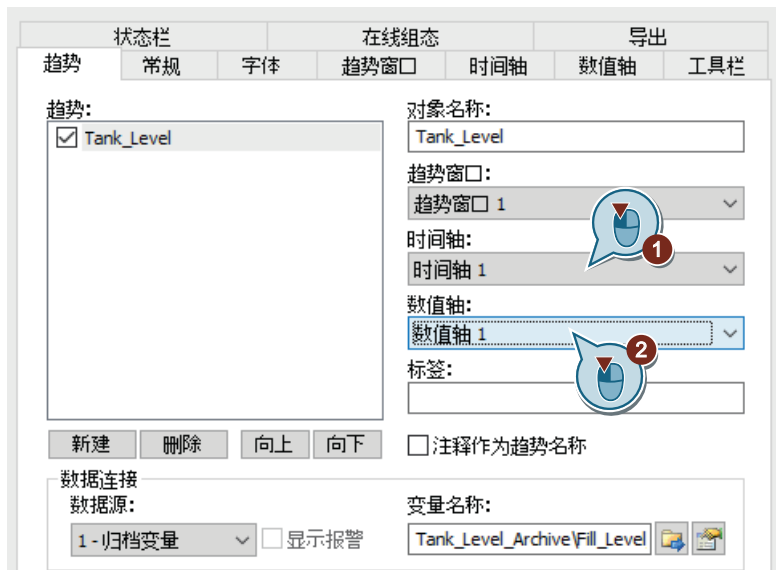 状态栏 在线组态 导出
趋势 常规 字体 趋势窗口 时间轴 数值轴 工具栏
趋势: 对象名称:
Tank_Level Tank_Level
趋势窗口:
趋势窗口 1
1
时间轴:
时间轴 1
数值轴:
数值轴 1
2
标签:
新建 删除 向上 向下 注释作为趋势名称
数据连接
数据源: 变量名称:
1 - 归档变量 显示报警 Tank_Level_Archive\Fill_Level